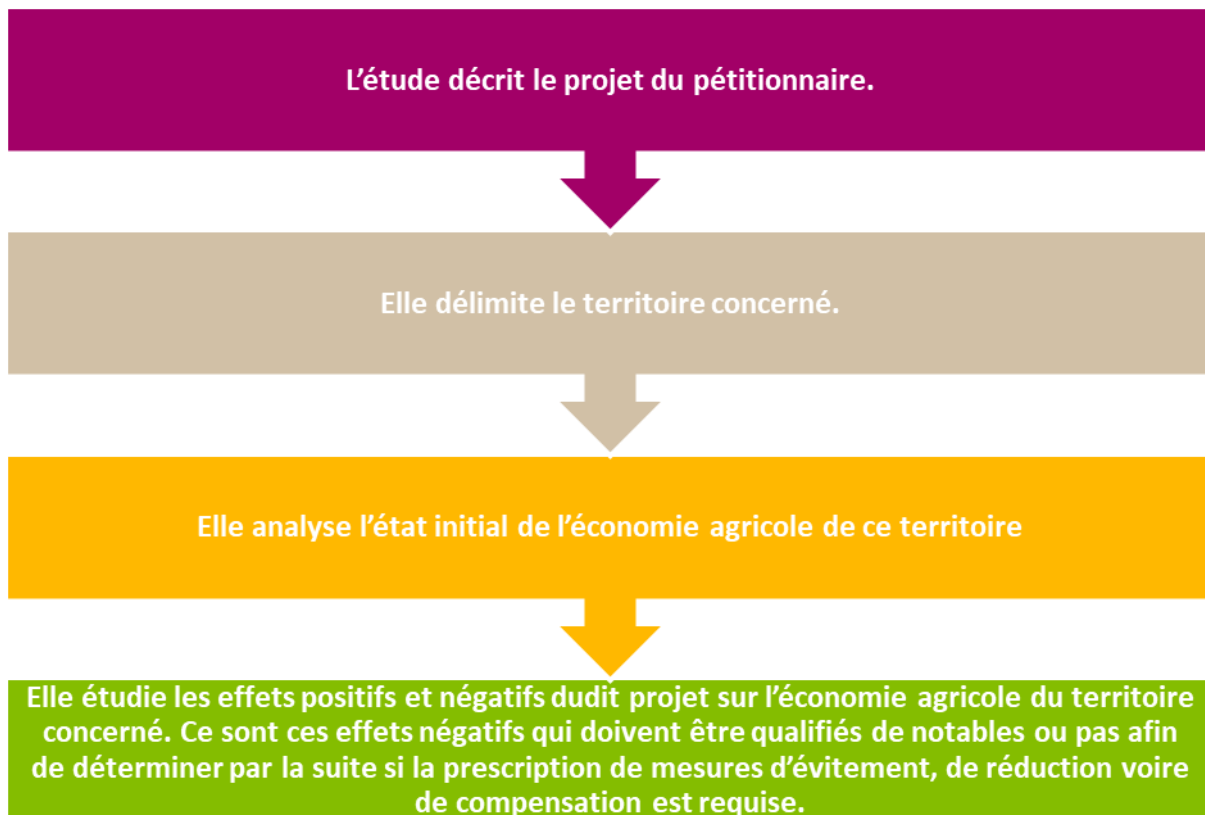 L’étude décrit le projet du pétitionnaire.
Elle délimite le territoire concerné.
Elle analyse l’état initial de l’économie agricole de ce territoire
Elle étudie les effets positifs et négatifs dudit projet sur l’économie agricole du territoire
concerné. Ce sont ces effets négatifs qui doivent être qualifiés de notables ou pas afin
de déterminer par la suite si la prescription de mesures d’évitement, de réduction voire
de compensation est requise.